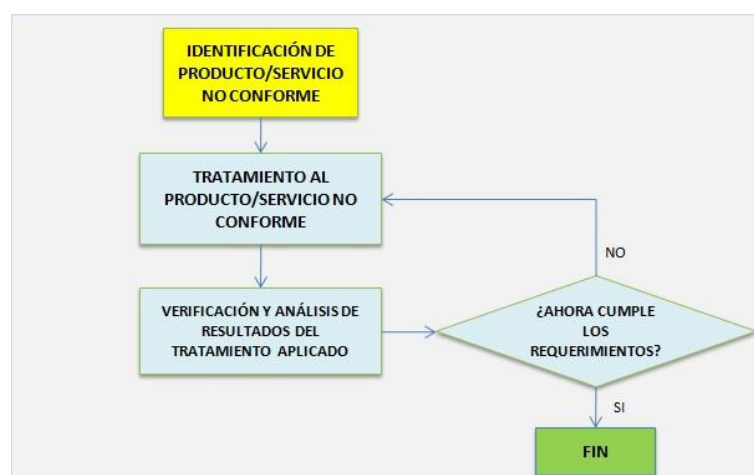 IDENTIFICACIÓN DE
PRODUCTO/SERVICIO
NO CONFORME
TRATAMIENTO AL
PRODUCTO/SERVICIO NO
CONFORME
VERIFICACIÓN Y ANÁLISIS DE
RESULTADOS DEL
TRATAMIENTO APLICADO
¿AHORA CUMPLE
LOS
REQUERIMIENTOS?
NO
SI
FIN